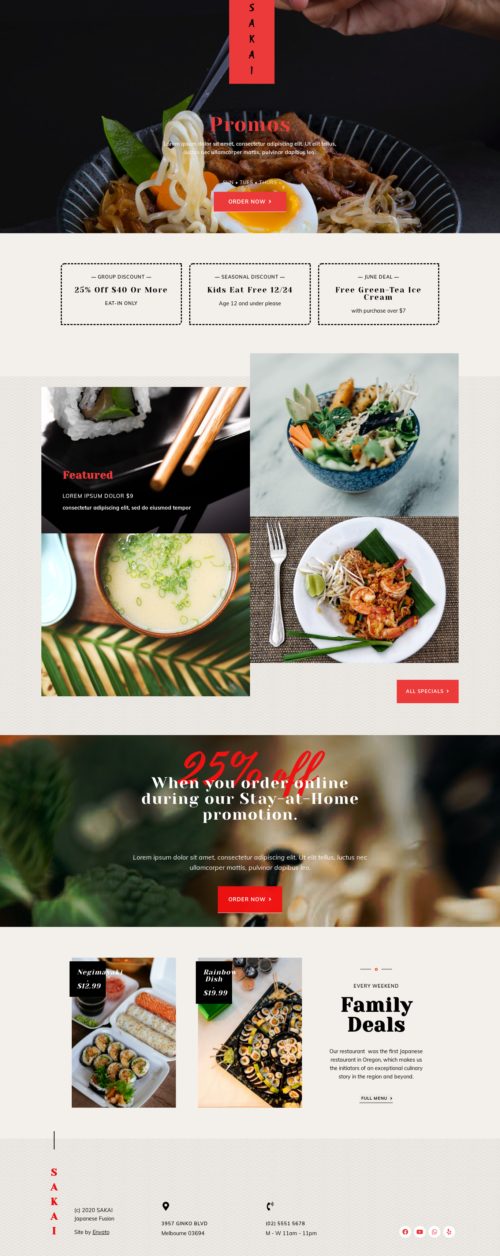 SAKAI
Promos
Lorem ipsum dolor sit amet, consectetur adipiscing elit. Ut elit tellus,
luctus nec ullamcorper mattis, pulvinar dapibus leo.
SUN • TUES • THURS
ORDER NOW >
— GROUP DISCOUNT —
25% Off $40 Or More
EAT-IN ONLY
— SEASONAL DISCOUNT —
Kids Eat Free 12/24
Age 12 and under please
— JUNE DEAL —
Free Green-Tea Ice
Cream
with purchase over $7
Featured
LOREM IPSUM DOLOR $9
consectetur adipiscing elit, sed do eiusmod tempor
ALL SPECIALS >
25% off
When you order online
during our Stay-at-Home
promotion.
Lorem ipsum dolor sit amet, consectetur adipiscing elit. Ut elit tellus, luctus nec
ullamcorper mattis, pulvinar dapibus leo.
ORDER NOW >
Negimayaki
-
$12.99
Rainbow
Dish
-
$19.99
EVERY WEEKEND
Family
Deals
Our restaurant was the first Japanese
restaurant in Oregon, which makes us
the initiators of an exceptional culinary
story in the region and beyond.
FULL MENU >
SAKAI
(c) 2020 SAKAI
Japanese Fusion
Site by Envato
3957 GINKO BLVD
Melbourne 03694
(02) 5551 5678
M - W 11am - 11pm